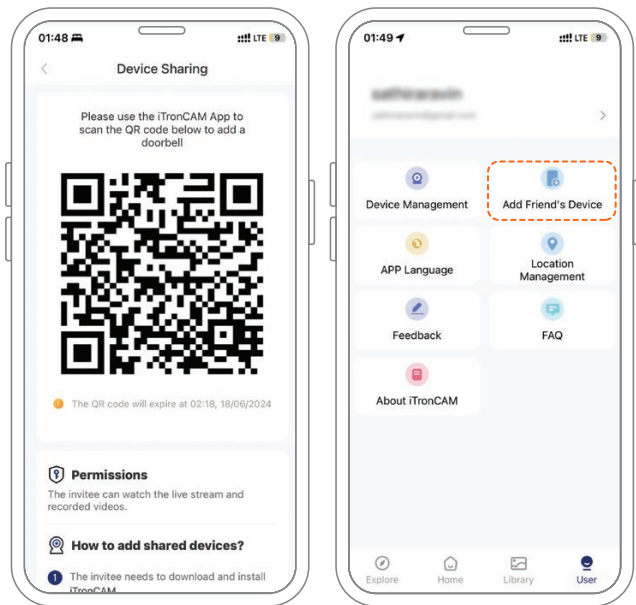 01:48
LTE 9
Device Sharing
Please use the iTronCAM App to
scan the QR code below to add a
doorbell
The QR code will expire at 02:18, 18/06/2024
Permissions
The invitee can watch the live stream and
recorded videos.
How to add shared devices?
1 The invitee needs to download and install
iTronCAM
01:49
LTE 9
Device Management
Add Friend's Device
APP Language
Location
Management
Feedback
FAQ
About iTronCAM
Explore
Home
Library
User